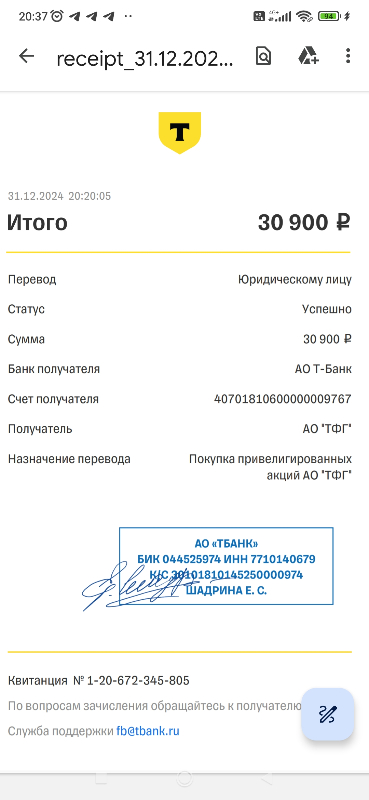 20:37
94
receipt_31.12.202...
Т
31.12.2024 20:20:05
Итого 30 900 ₽
Перевод Юридическому лицу
Статус Успешно
Сумма 30 900 ₽
Банк получателя АО Т-Банк
Счет получателя 40701810600000009767
Получатель АО "ТФГ"
Назначение перевода Покупка привелигированных
акций АО "ТФГ"
АО «ТБАНК»
БИК 044525974 ИНН 7710140679
К/С 30101810145250000974
ШАДРИНА Е. С.
Квитанция № 1-20-672-345-805
По вопросам зачисления обращайтесь к получателю
Служба поддержки fb@tbank.ru